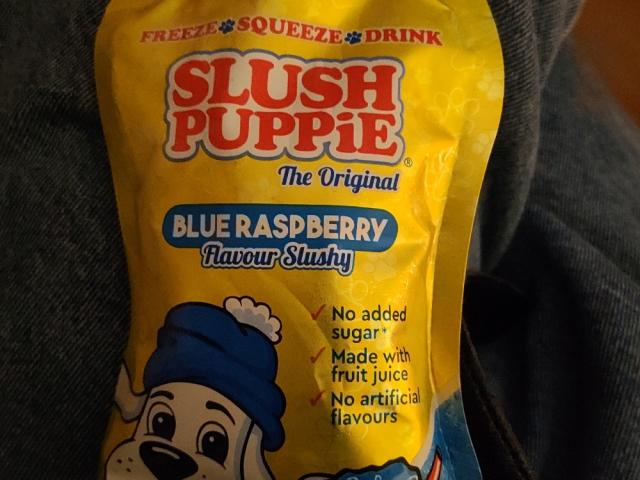 FREEZE SQUEEZE DRINK
SLUSH
PUPPiE®
The Original
BLUE RASPBERRY
Flavour Slushy
✓ No added
sugar*
✓ Made with
fruit juice
✓ No artificial
flavours